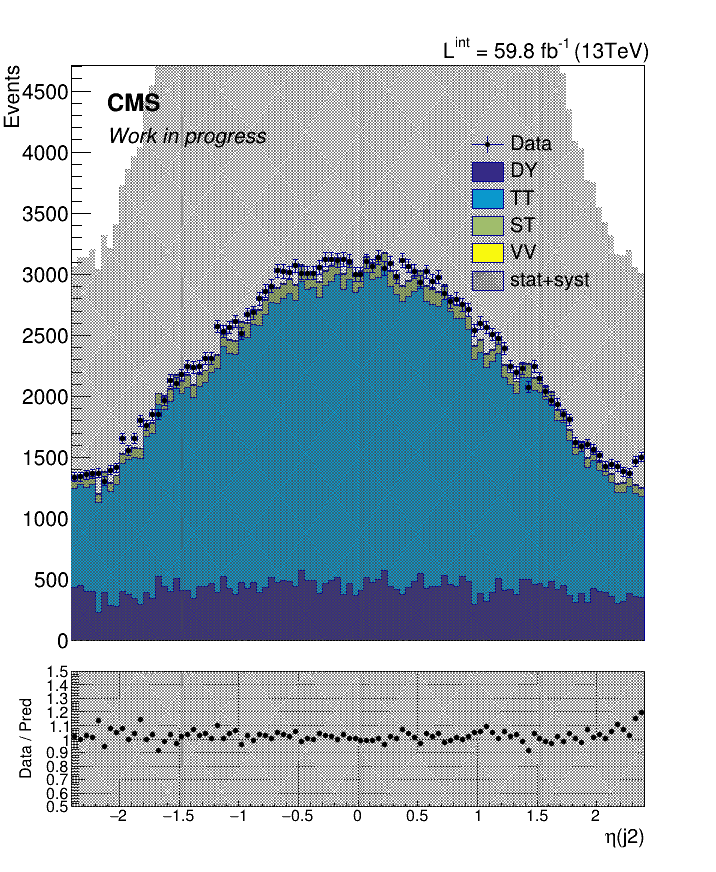 L^int = 59.8 fb^-1 (13TeV)
Events
CMS
Work in progress
Data
DY
TT
ST
VV
stat+syst
4500
4000
3500
3000
2500
2000
1500
1000
500
0
Data / Pred
1.5
1.4
1.3
1.2
1.1
1
0.9
0.8
0.7
0.6
0.5
−2 −1.5 −1 −0.5 0 0.5 1 1.5 2
η(j2)